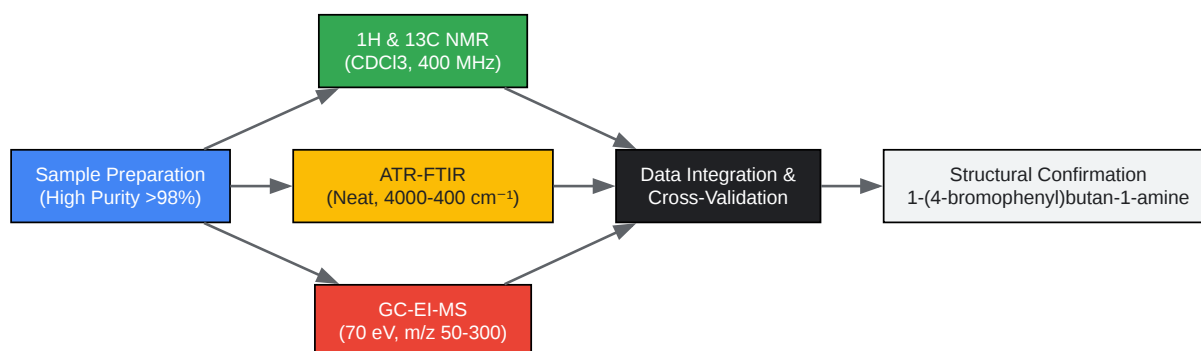 1H & 13C NMR
(CDCl3, 400 MHz)
Sample Preparation
(High Purity >98%)
ATR-FTIR
(Neat, 4000-400 cm⁻¹)
Data Integration &
Cross-Validation
Structural Confirmation
1-(4-bromophenyl)butan-1-amine
GC-EI-MS
(70 eV, m/z 50-300)